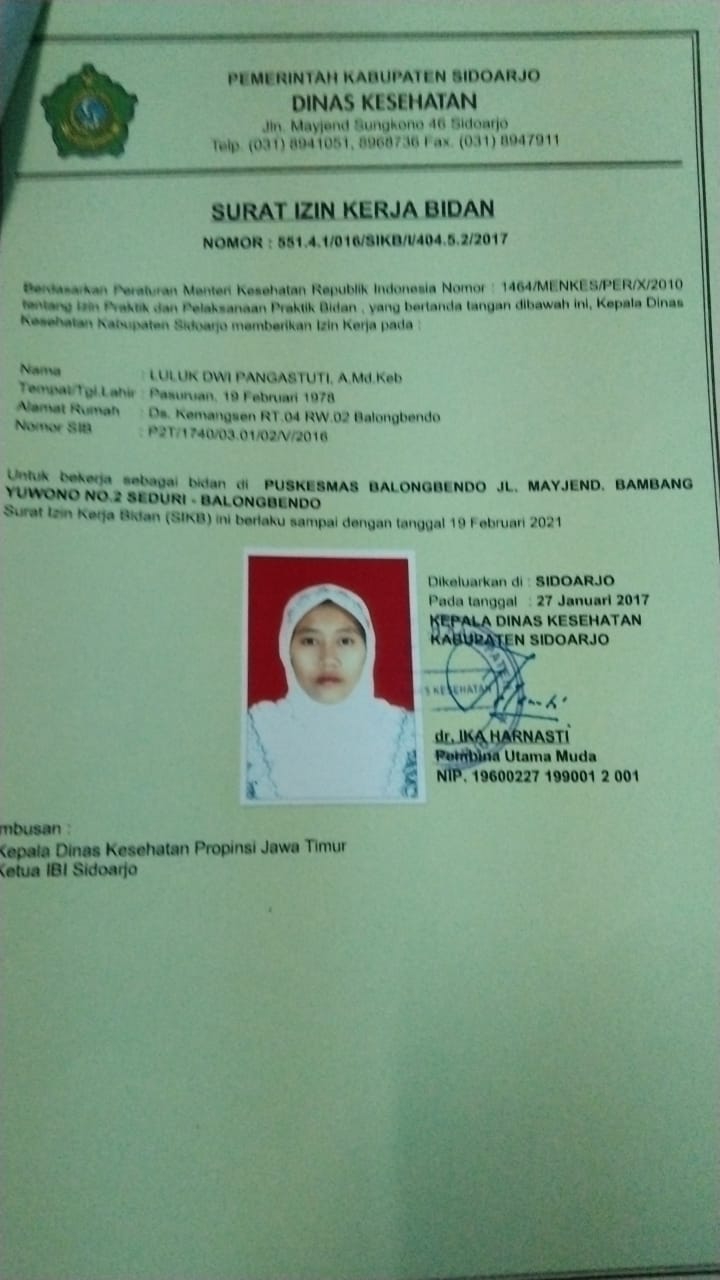 PEMERINTAH KABUPATEN SIDOARJO
DINAS KESEHATAN
Jln. Mayjend Sungkono 46 Sidoarjo
Telp. (031) 8941051, 8968736 Fax. (031) 8947911
SURAT IZIN KERJA BIDAN
NOMOR : 551.4.1/016/SIKB/I/404.5.2/2017
Berdasarkan Peraturan Menteri Kesehatan Republik Indonesia Nomor : 1464/MENKES/PER/X/2010
tentang Izin Praktik dan Pelaksanaan Praktik Bidan , yang bertanda tangan dibawah ini, Kepala Dinas
Kesehatan Kabupaten Sidoarjo memberikan Izin Kerja pada :
Nama : LULUK DWI PANGASTUTI, A.Md.Keb
Tempat/Tgl.Lahir : Pasuruan, 19 Februari 1978
Alamat Rumah : Ds. Kemangsen RT.04 RW.02 Balongbendo
Nomor SIB : P2T/1740/03.01/02/V/2016
Untuk bekerja sebagai bidan di PUSKESMAS BALONGBENDO JL. MAYJEND. BAMBANG
YUWONO NO.2 SEDURI - BALONGBENDO
Surat Izin Kerja Bidan (SIKB) ini berlaku sampai dengan tanggal 19 Februari 2021
Dikeluarkan di : SIDOARJO
Pada tanggal : 27 Januari 2017
KEPALA DINAS KESEHATAN
KABUPATEN SIDOARJO
S KESEHATAN
dr. IKA HARNASTI
Pembina Utama Muda
NIP. 19600227 199001 2 001
mbusan :
Kepala Dinas Kesehatan Propinsi Jawa Timur
Ketua IBI Sidoarjo